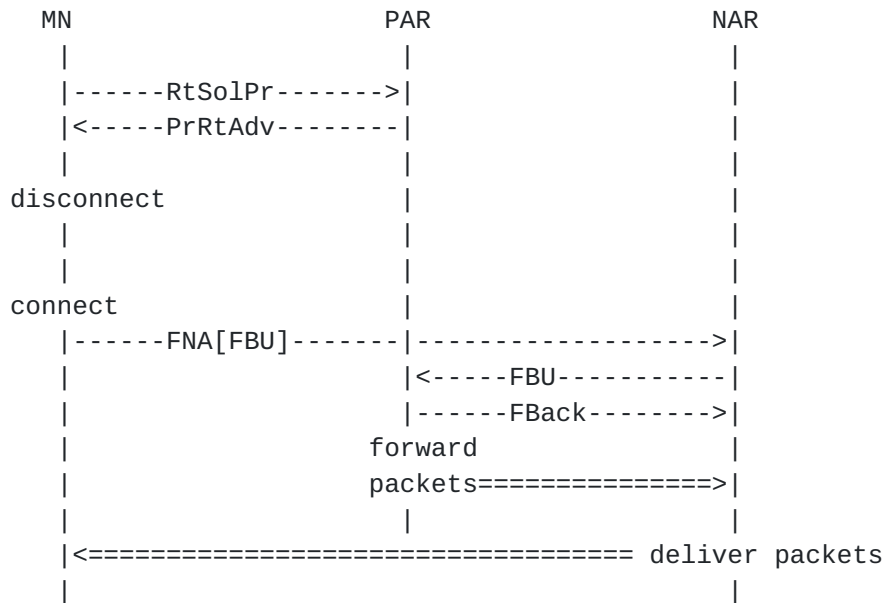 MN                    PAR                  NAR
   |                     |                    |
   |------RtSolPr------->|                    |
   |<-----PrRtAdv--------|                    |
   |                     |                    |
disconnect               |                    |
   |                     |                    |
   |                     |                    |
connect                  |                    |
   |------FNA[FBU]-------|------------------->|
   |                     |<-----FBU-----------|
   |                     |------FBack-------->|
   |                   forward                |
   |                   packets===============>|
   |                     |                    |
   |<=================================== deliver packets
   |                                          |